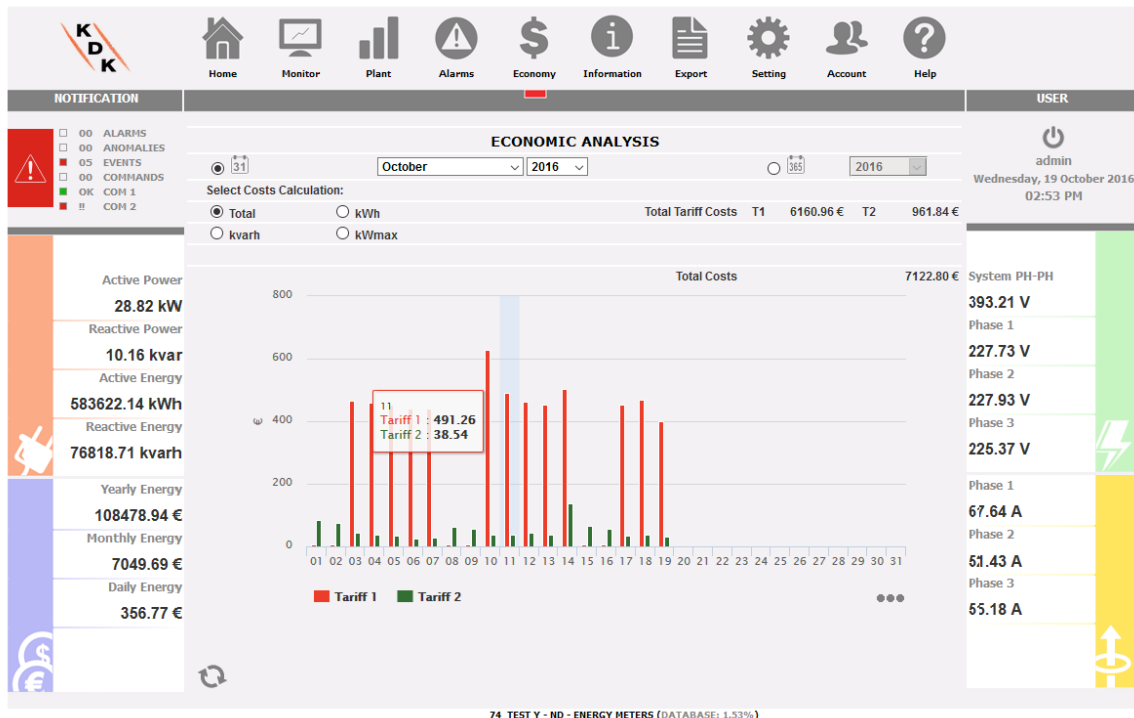 K
D
K
Home Monitor Plant Alarms Economy Information Export Setting Account Help
NOTIFICATION
USER
00 ALARMS
00 ANOMALIES
05 EVENTS
00 COMMANDS
OK COM 1
!! COM 2
ECONOMIC ANALYSIS
31 October 2016 365 2016
Select Costs Calculation:
Total kWh Total Tariff Costs T1 6160.96 € T2 961.84 €
kvarh kWmax
Total Costs 7122.80 €
admin
Wednesday, 19 October 2016
02:53 PM
Active Power
28.82 kW
Reactive Power
10.16 kvar
Active Energy
583622.14 kWh
Reactive Energy
76818.71 kvarh
Yearly Energy
108478.94 €
Monthly Energy
7049.69 €
Daily Energy
356.77 €
800
600
400
200
0
€
11
Tariff 1 : 491.26
Tariff 2 : 38.54
01 02 03 04 05 06 07 08 09 10 11 12 13 14 15 16 17 18 19 20 21 22 23 24 25 26 27 28 29 30 31
Tariff 1 Tariff 2
System PH-PH
393.21 V
Phase 1
227.73 V
Phase 2
227.93 V
Phase 3
225.37 V
Phase 1
67.64 A
Phase 2
51.43 A
Phase 3
55.18 A
$
€
74 TEST Y - ND - ENERGY METERS (DATABASE: 1.53%)